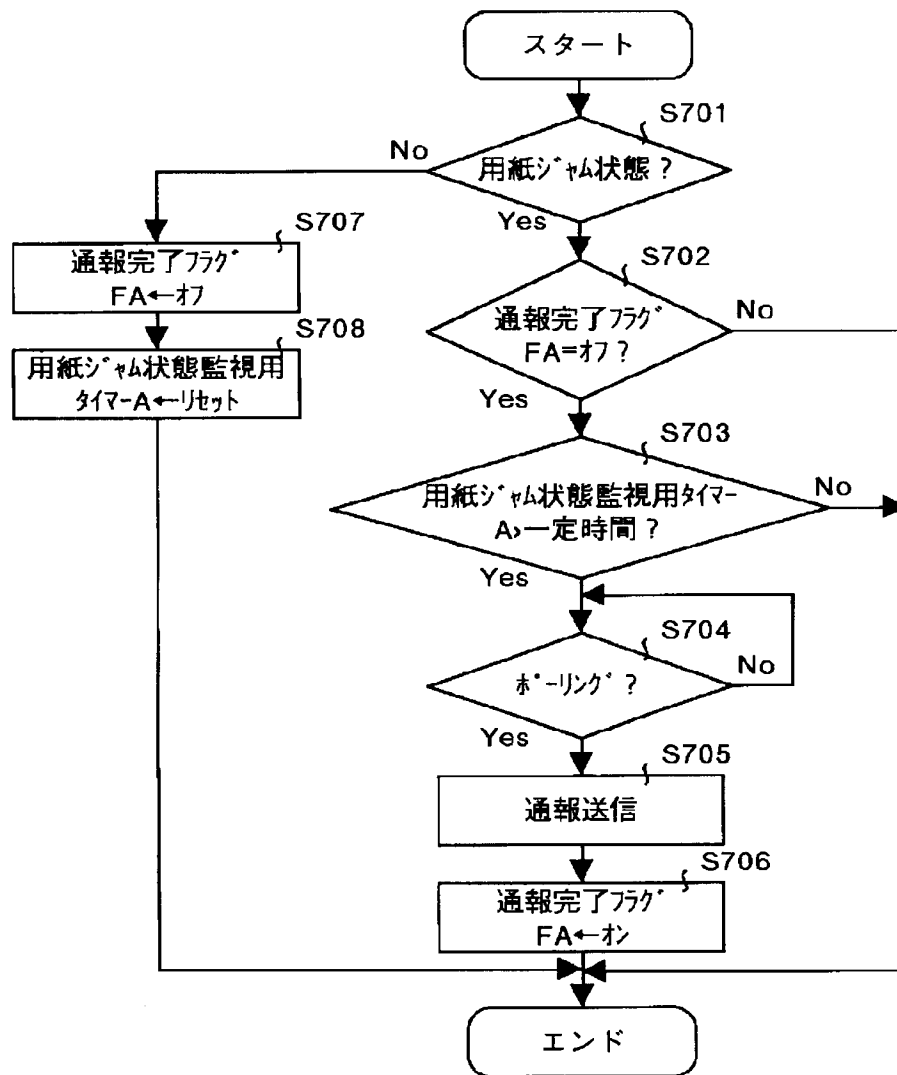 スタート
S701
用紙ジャム状態?
No
Yes
S707
通報完了フラグ
FA←オフ
S702
通報完了フラグ
FA=オフ?
No
Yes
S708
用紙ジャム状態監視用
タイマーA←リセット
S703
用紙ジャム状態監視用タイマー
A>一定時間?
No
Yes
S704
ポーリング?
No
Yes
S705
通報送信
S706
通報完了フラグ
FA←オン
エンド